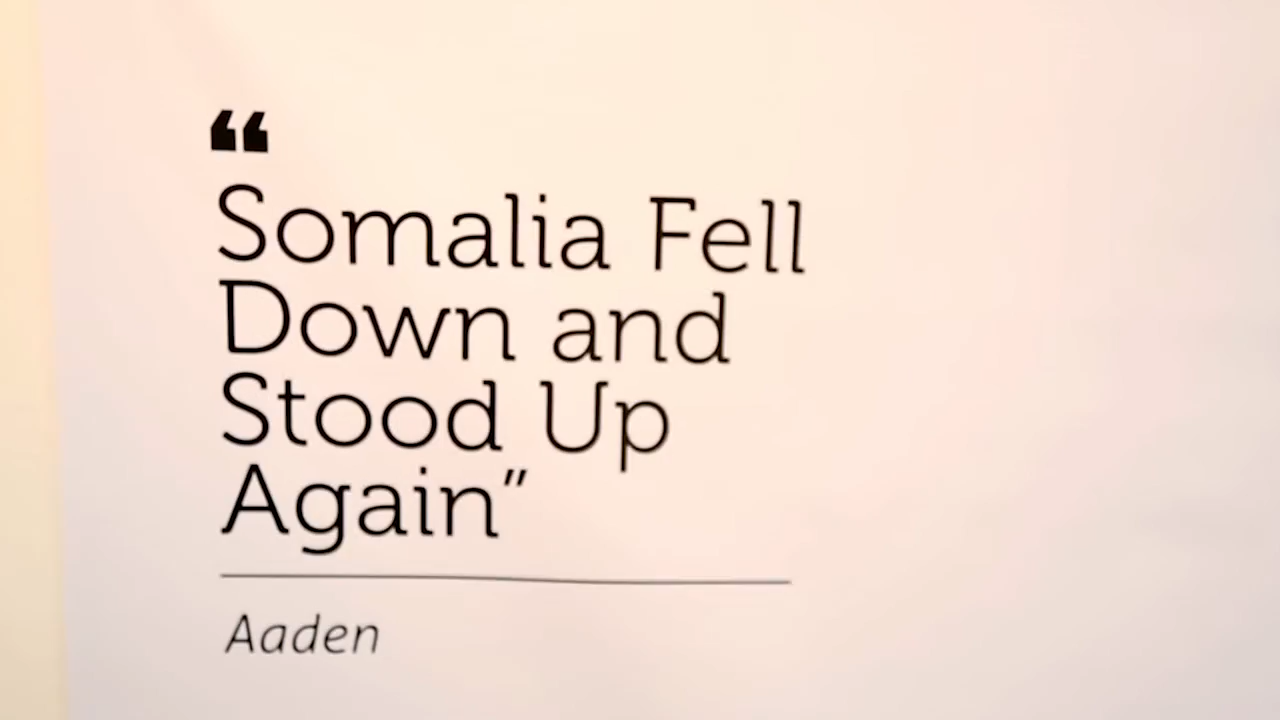 “
Somalia Fell
Down and
Stood Up
Again”
Aaden